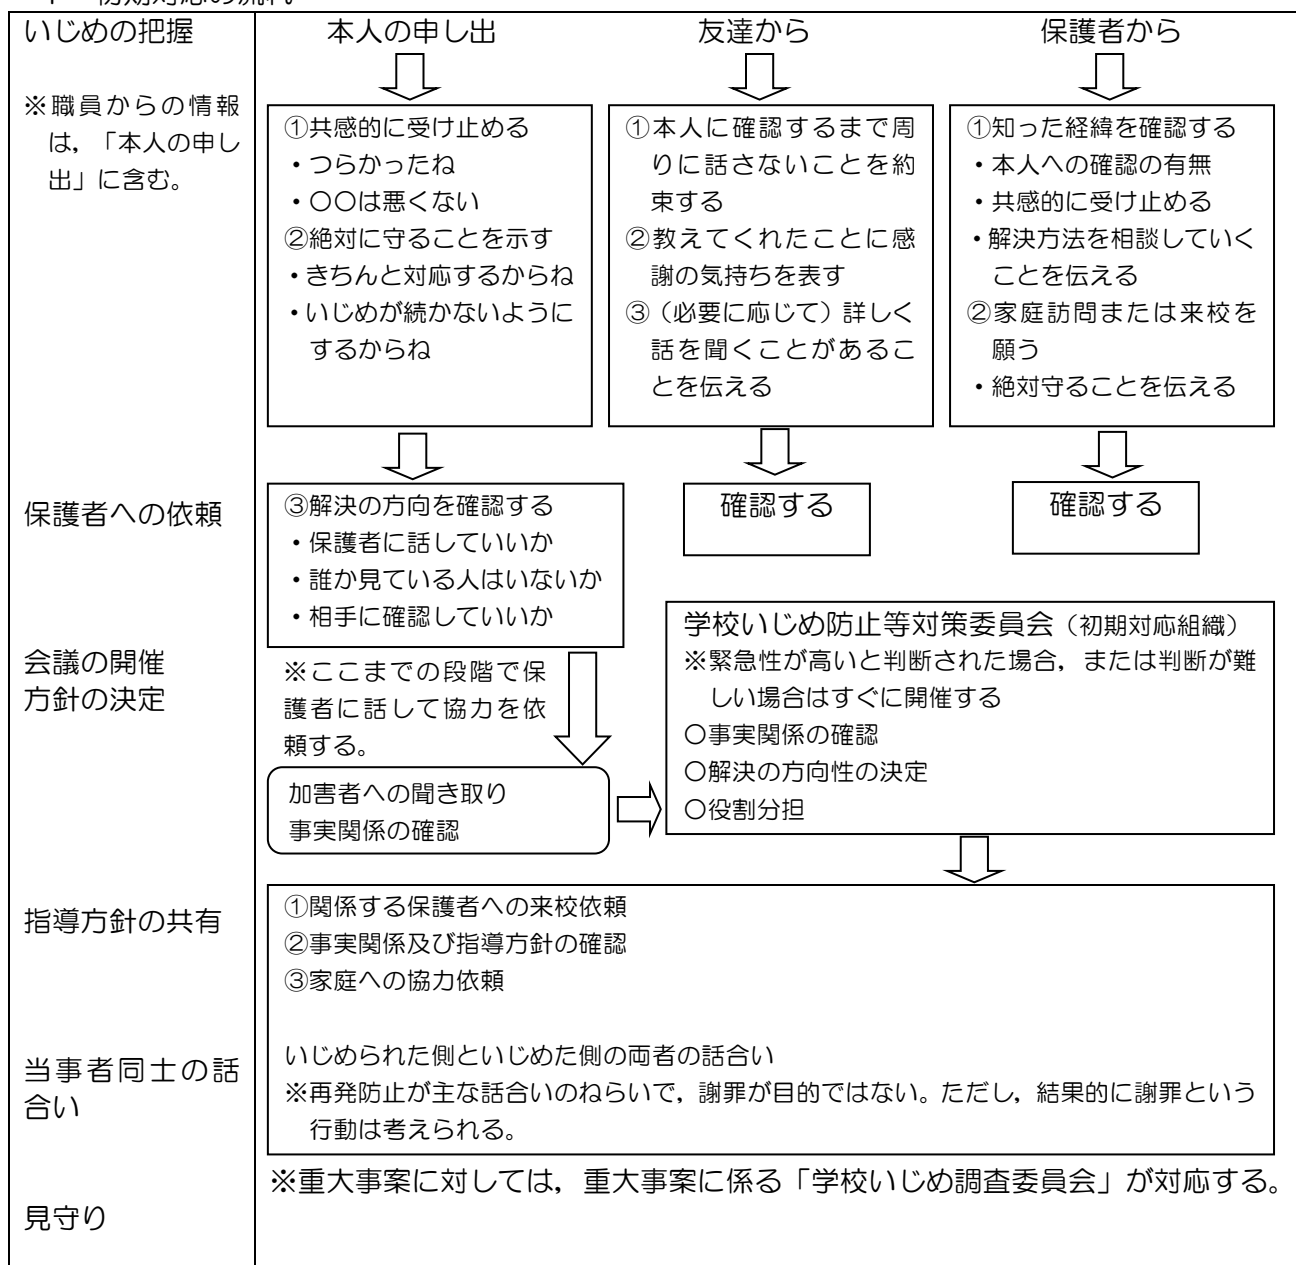 いじめの把握
※職員からの情報
は，「本人の申し
出」に含む。
本人の申し出
友達から
保護者から
①共感的に受け止める
・つらかったね
・〇〇は悪くない
②絶対に守ることを示す
・きちんと対応するからね
・いじめが続かないように
するからね
①本人に確認するまで周
りに話さないことを約
束する
②教えてくれたことに感
謝の気持ちを表す
③（必要に応じて）詳しく
話を聞くことがあるこ
とを伝える
①知った経緯を確認する
・本人への確認の有無
・共感的に受け止める
・解決方法を相談していく
ことを伝える
②家庭訪問または来校を
願う
・絶対守ることを伝える
保護者への依頼
③解決の方向を確認する
・保護者に話していいか
・誰か見ている人はいないか
・相手に確認していいか
確認する
確認する
会議の開催
方針の決定
※ここまでの段階で保
護者に話して協力を依
頼する。
加害者への聞き取り
事実関係の確認
学校いじめ防止等対策委員会（初期対応組織）
※緊急性が高いと判断された場合，または判断が難
しい場合はすぐに開催する
〇事実関係の確認
〇解決の方向性の決定
〇役割分担
指導方針の共有
①関係する保護者への来校依頼
②事実関係及び指導方針の確認
③家庭への協力依頼
当事者同士の話
合い
いじめられた側といじめた側の両者の話合い
※再発防止が主な話合いのねらいで，謝罪が目的ではない。ただし，結果的に謝罪という
行動は考えられる。
※重大事案に対しては，重大事案に係る「学校いじめ調査委員会」が対応する。
見守り